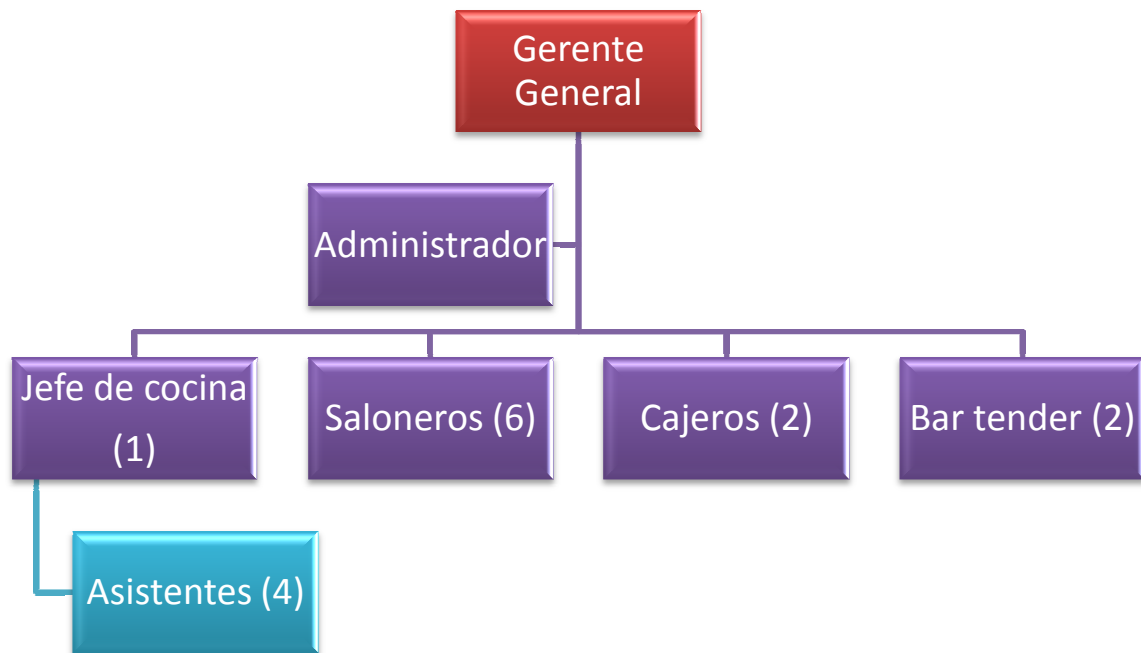 Gerente
General
Administrador
Jefe de cocina
(1)
Saloneros (6)
Cajeros (2)
Bar tender (2)
Asistentes (4)